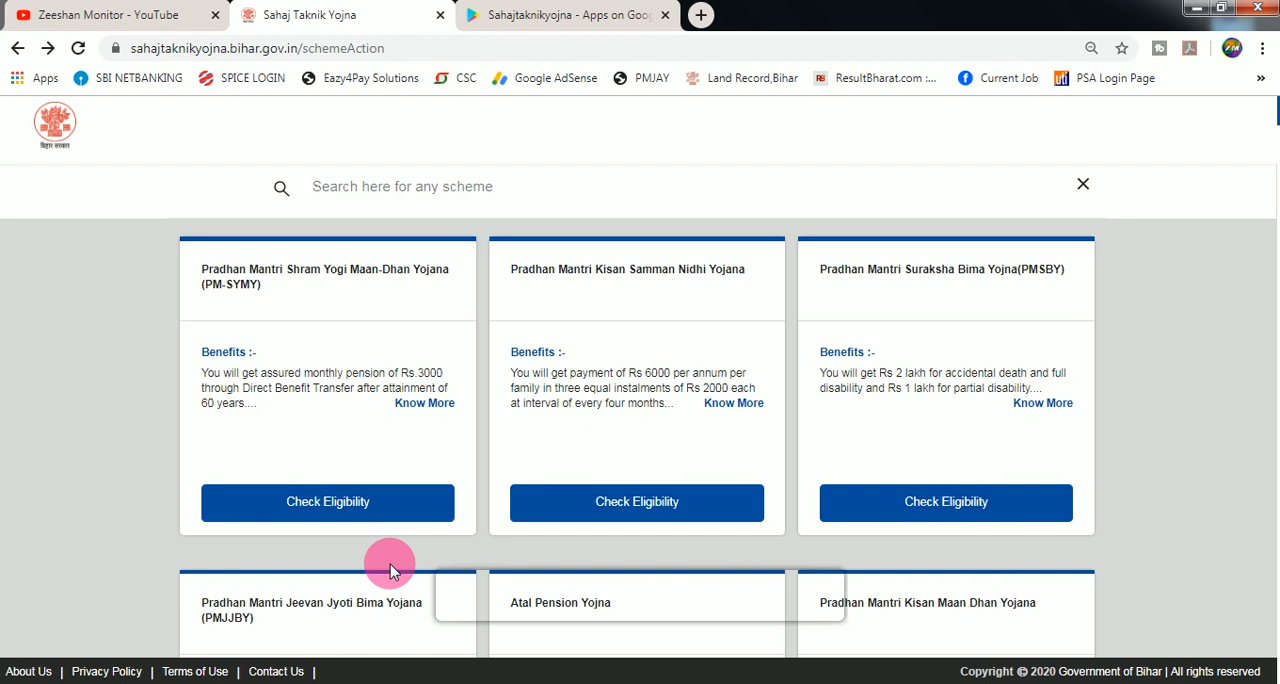 Zeeshan Monitor - YouTube
Sahaj Taknik Yojna
Sahajtaknikyojna - Apps on Goog
sahajtaknikyojna.bihar.gov.in/schemeAction
Apps
SBI NETBANKING
SPICE LOGIN
Eazy4Pay Solutions
CSC
Google AdSense
PMJAY
Land Record,Bihar
RB
ResultBharat.com :...
Current Job
uti
PSA Login Page
»
बिहार सरकार
Search here for any scheme
Pradhan Mantri Shram Yogi Maan-Dhan Yojana
(PM-SYMY)
Benefits :-
You will get assured monthly pension of Rs.3000
through Direct Benefit Transfer after attainment of
60 years.... Know More
Check Eligibility
Pradhan Mantri Kisan Samman Nidhi Yojana
Benefits :-
You will get payment of Rs 6000 per annum per
family in three equal instalments of Rs 2000 each
at interval of every four months... Know More
Check Eligibility
Pradhan Mantri Suraksha Bima Yojna(PMSBY)
Benefits :-
You will get Rs 2 lakh for accidental death and full
disability and Rs 1 lakh for partial disability....
Know More
Check Eligibility
Pradhan Mantri Jeevan Jyoti Bima Yojana
(PMJJBY)
Atal Pension Yojna
Pradhan Mantri Kisan Maan Dhan Yojana
About Us | Privacy Policy | Terms of Use | Contact Us |
Copyright © 2020 Government of Bihar | All rights reserved